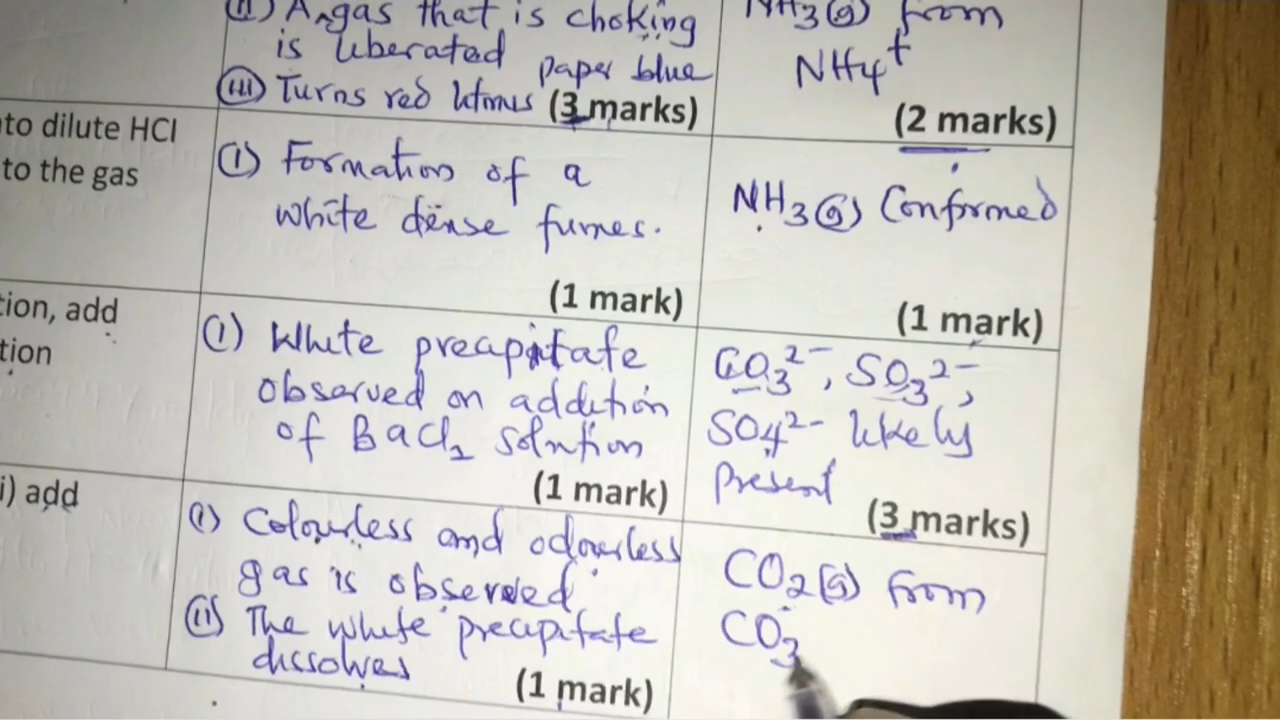 (ii) A gas that is choking
is liberated
(iii) Turns red litmus paper blue
(3 marks)
NH3(g) from
NH4+
(2 marks)
to dilute HCl
to the gas
(i) Formation of a
white dense fumes.
(1 mark)
NH3(g) Confirmed
(1 mark)
tion, add
tion
(i) White precapitate
observed on addition
of BaCl2 solution
(1 mark)
CO3 2-, SO3 2-,
SO4 2- likely
Present
(3 marks)
i) add
(i) Colourless and odourless
gas is observed
(ii) The white precipitate
dissolves
(1 mark)
CO2(g) from
CO3